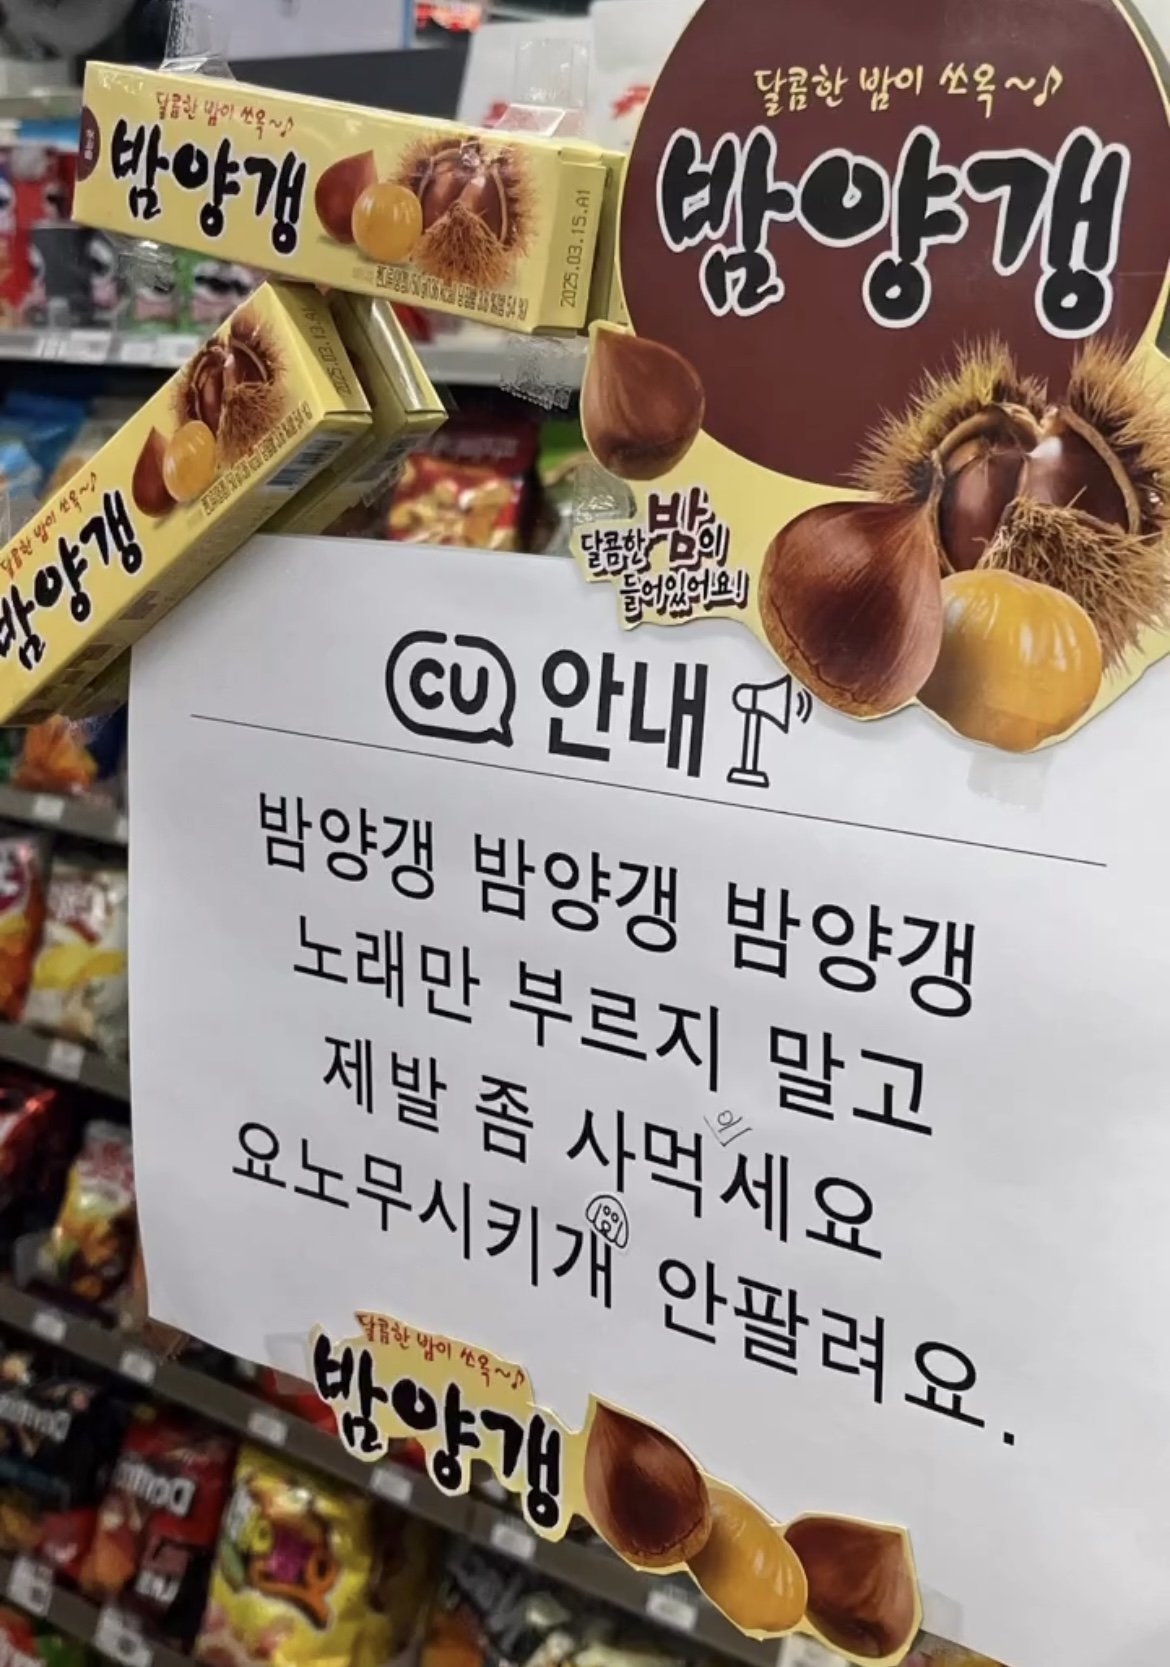 달콤한 밤이 쏘옥~♪
밤양갱
2025.03.15.A1
달콤한 밤이 쏘옥~♪
밤양갱
달콤한 밤이 쏘옥~♪
밤양갱
달콤한 밤이
들어있어요!
CU 안내
밤양갱 밤양갱 밤양갱
노래만 부르지 말고
제발 좀 사먹으세요
요노무시키개 안팔려요.
달콤한 밤이 쏘옥~♪
밤양갱